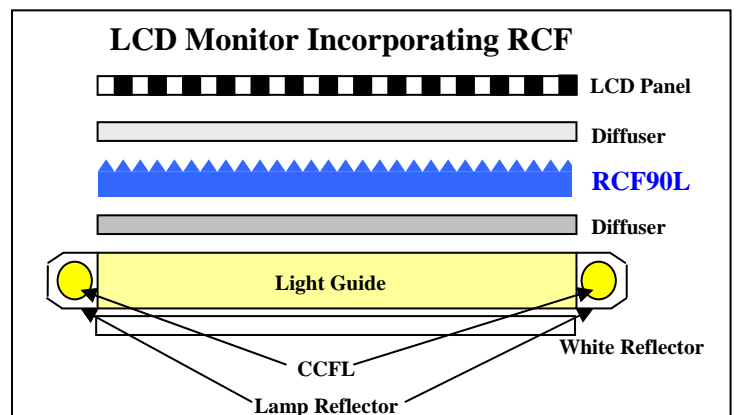 LCD Monitor Incorporating RCF
LCD Panel
Diffuser
RCF90L
Diffuser
Light Guide
White Reflector
CCFL
Lamp Reflector